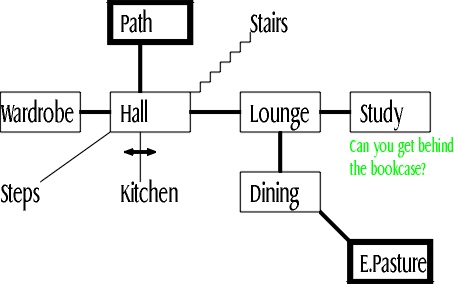 Path
Stairs
Wardrobe
Hall
Lounge
Study
Can you get behind
the bookcase?
Steps
Kitchen
Dining
E.Pasture